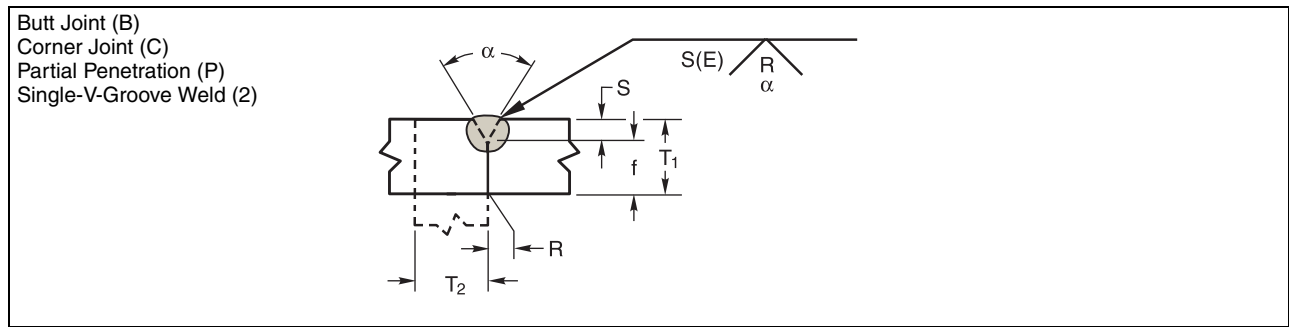 Butt Joint (B)
Corner Joint (C)
Partial Penetration (P)
Single-V-Groove Weld (2)
α
S(E)
R
α
S
f
T1
R
T2